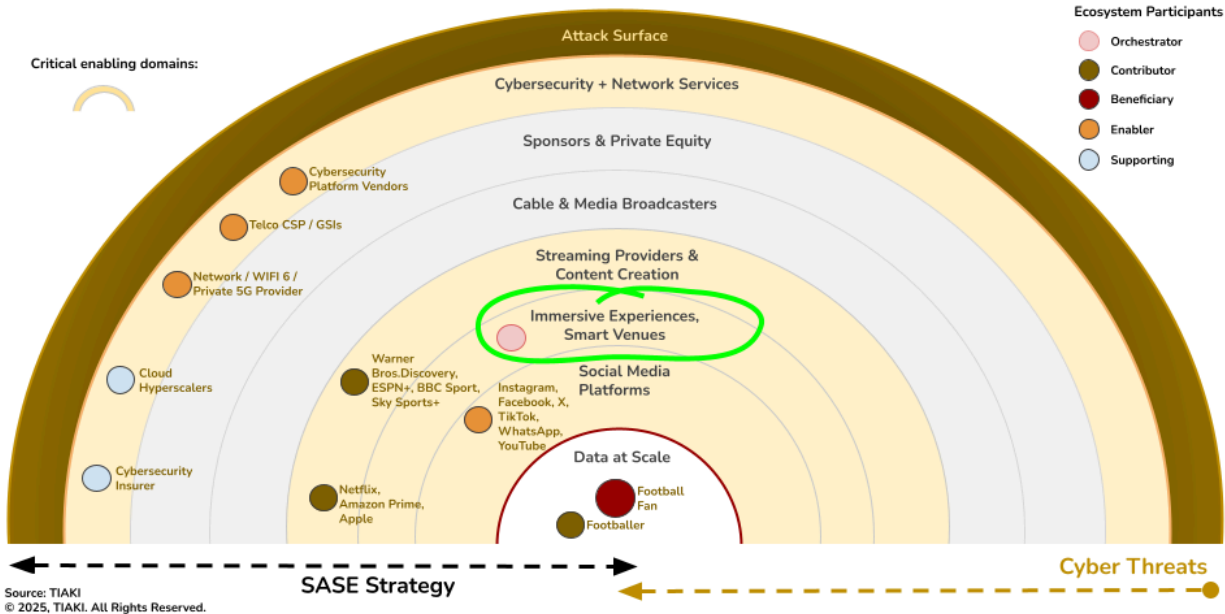 Ecosystem Participants
Orchestrator
Contributor
Beneficiary
Enabler
Supporting
Critical enabling domains:
Attack Surface
Cybersecurity + Network Services
Sponsors & Private Equity
Cable & Media Broadcasters
Streaming Providers &
Content Creation
Immersive Experiences,
Smart Venues
Social Media
Platforms
Data at Scale
Cybersecurity
Platform Vendors
Telco CSP / GSIs
Network / WIFI 6 /
Private 5G Provider
Cloud
Hyperscalers
Cybersecurity
Insurer
Warner
Bros.Discovery,
ESPN+, BBC Sport,
Sky Sports+
Instagram,
Facebook, X,
TikTok,
WhatsApp,
YouTube
Netflix,
Amazon Prime,
Apple
Football
Fan
Footballer
SASE Strategy
Cyber Threats
Source: TIAKI
© 2025, TIAKI. All Rights Reserved.